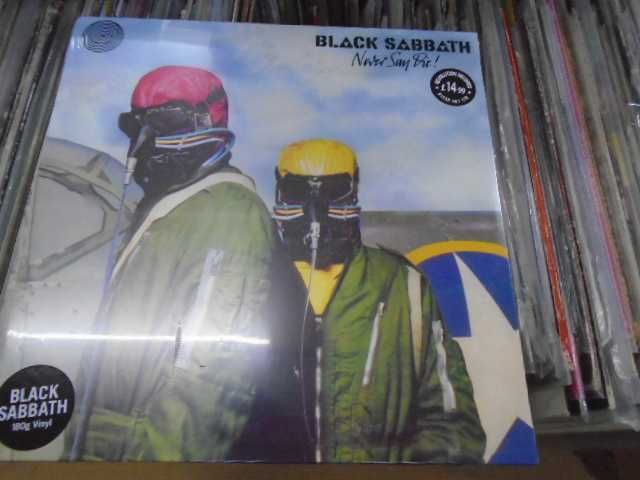 BLACK SABBATH
Never Say Die!
£14.99
BLACK
SABBATH
180g Vinyl